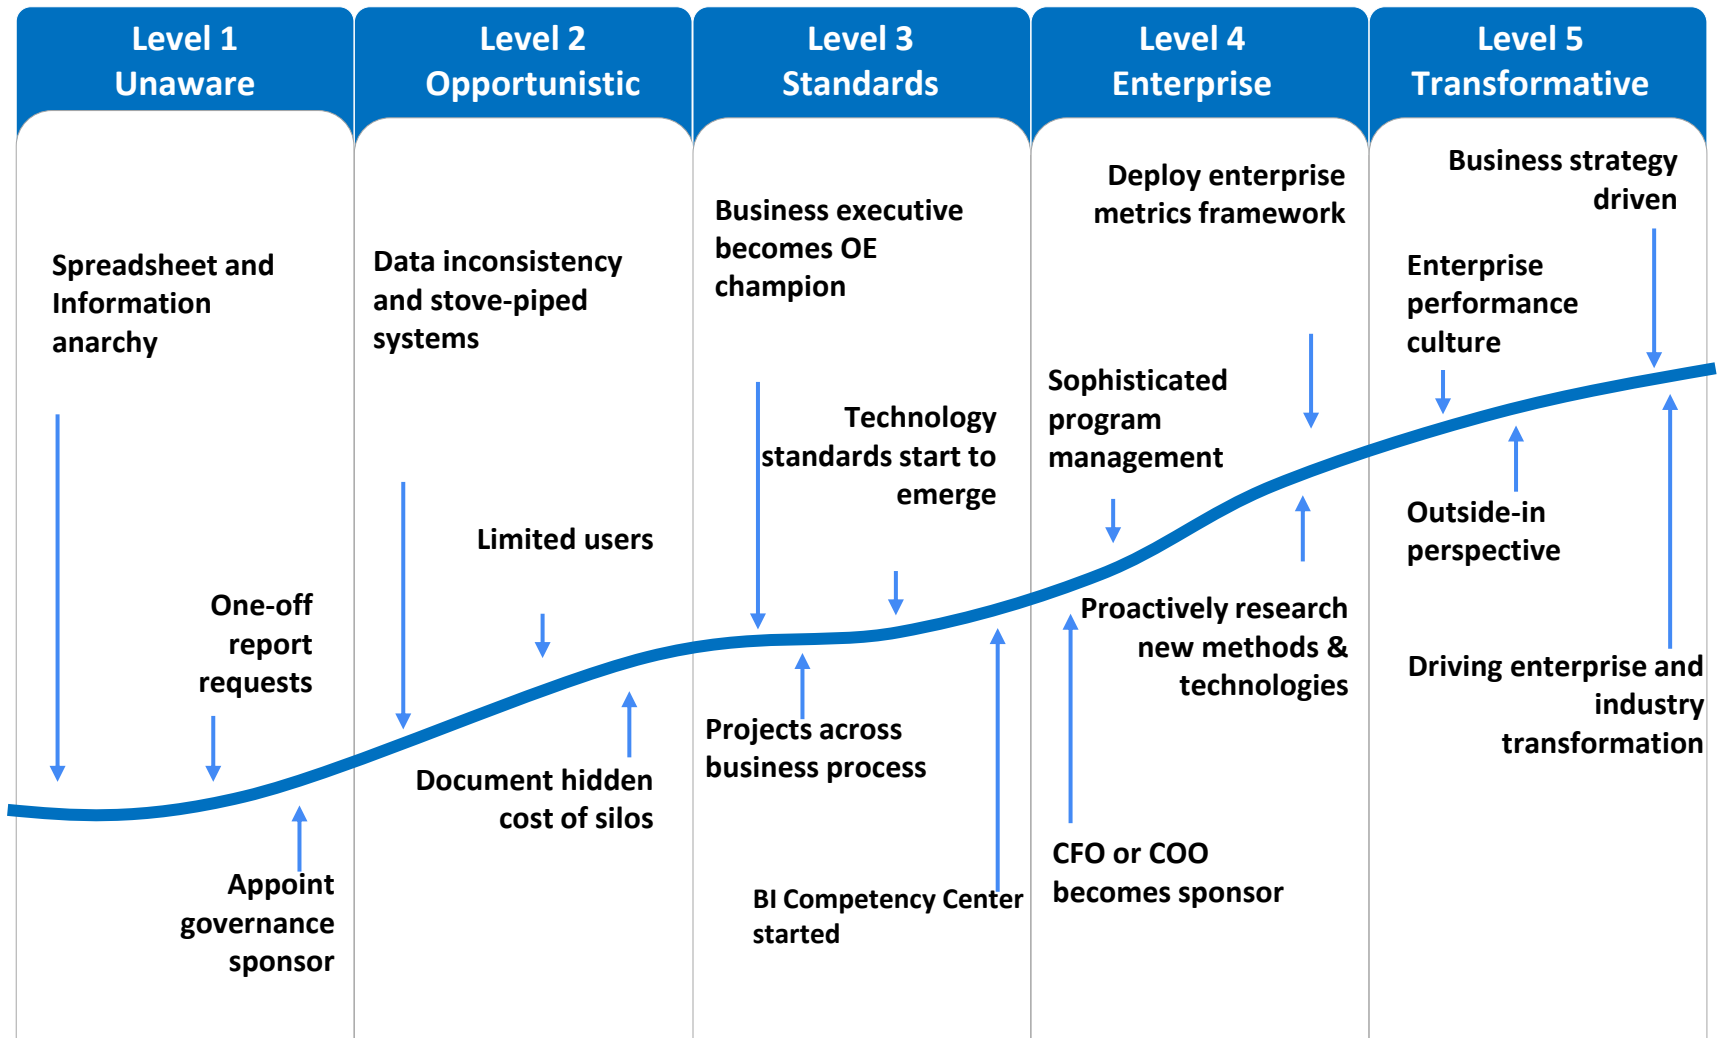 Level 1
Unaware
Level 2
Opportunistic
Level 3
Standards
Level 4
Enterprise
Level 5
Transformative
Spreadsheet and
Information
anarchy
One-off
report
requests
Appoint
governance
sponsor
Data inconsistency
and stove-piped
systems
Limited users
Document hidden
cost of silos
Business executive
becomes OE
champion
Technology
standards start to
emerge
Projects across
business process
BI Competency Center
started
Deploy enterprise
metrics framework
Sophisticated
program
management
Proactively research
new methods &
technologies
CFO or COO
becomes sponsor
Business strategy
driven
Enterprise
performance
culture
Outside-in
perspective
Driving enterprise and
industry
transformation